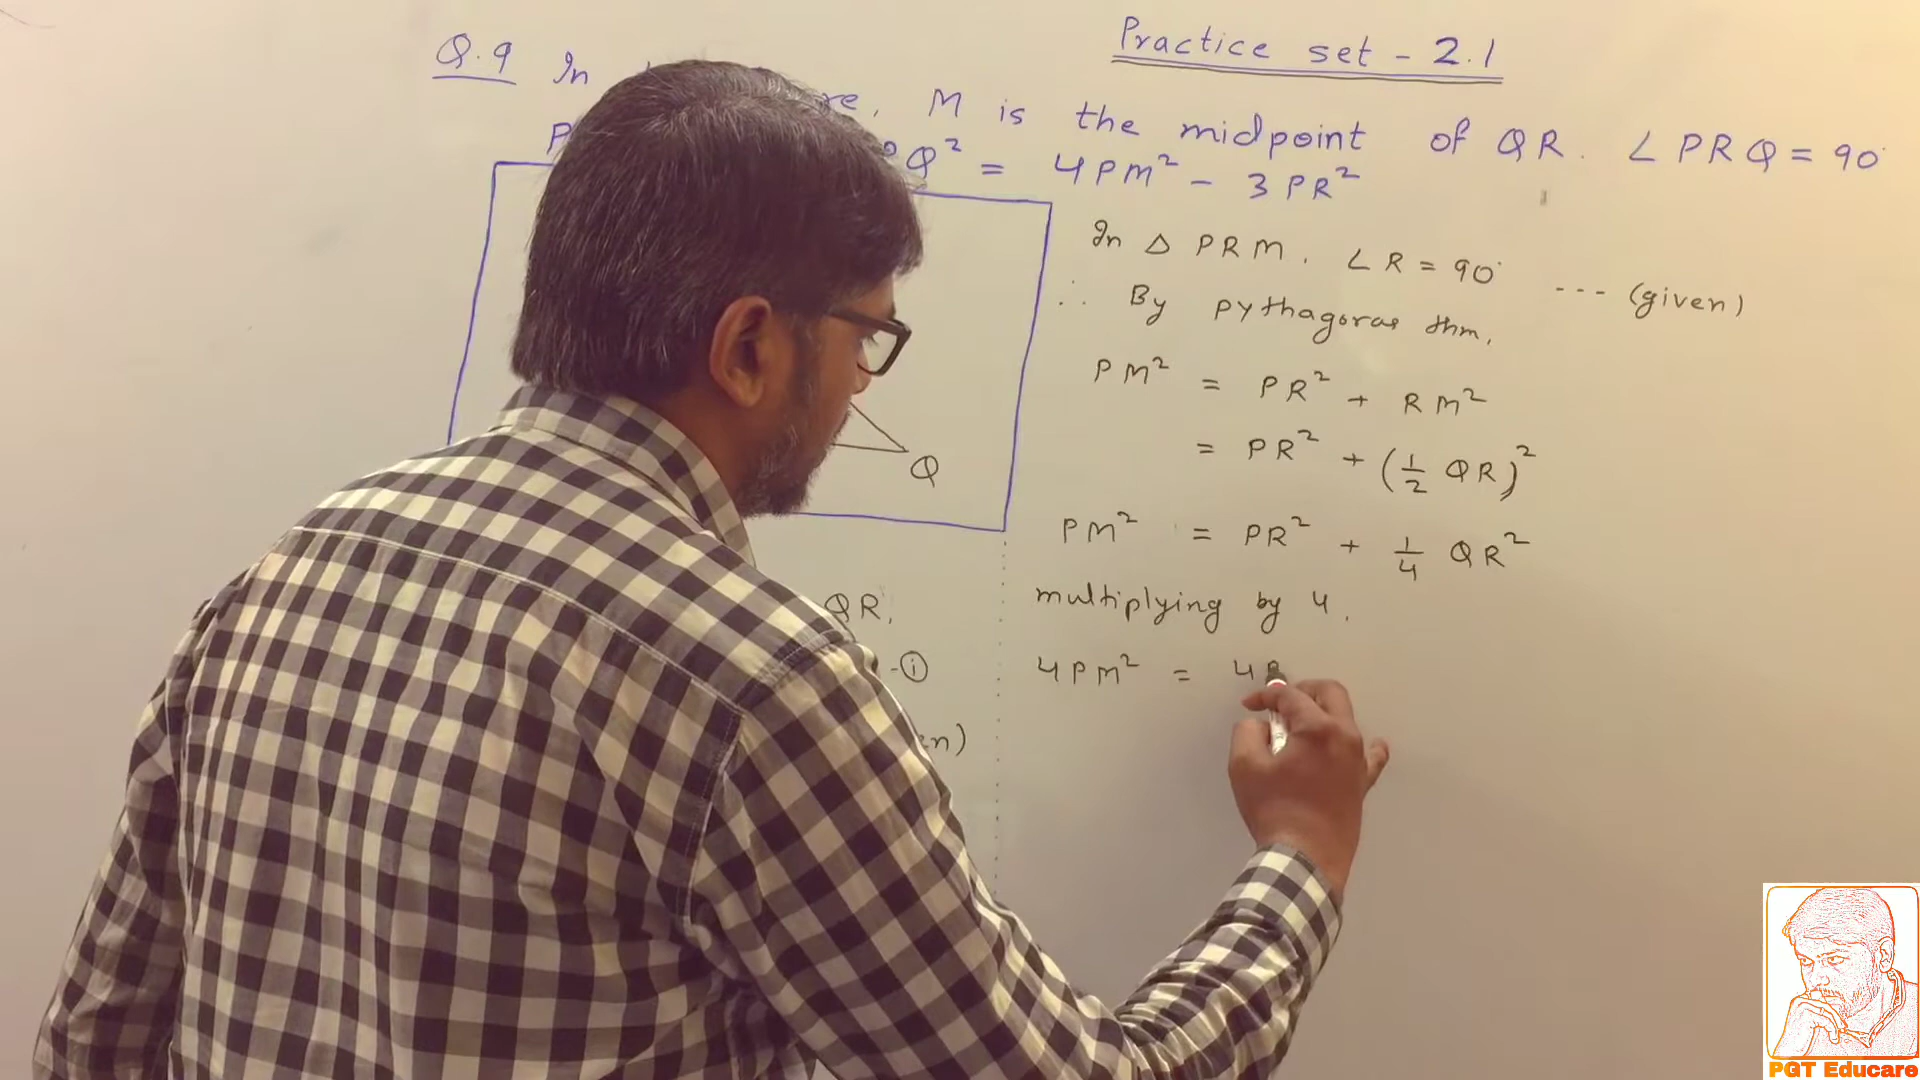 Practice set - 2.1
Q.9 In M is the midpoint of QR. ∠PRQ = 90°
Q² = 4PM² - 3PR²
Q
QR,
- ⓘ
In △ PRM, ∠R = 90° --- (given)
∴ By pythagoras thm,
PM² = PR² + RM²
= PR² + (1/2 QR)²
PM² = PR² + 1/4 QR²
multiplying by 4.
4PM² = 4P
PGT Educare